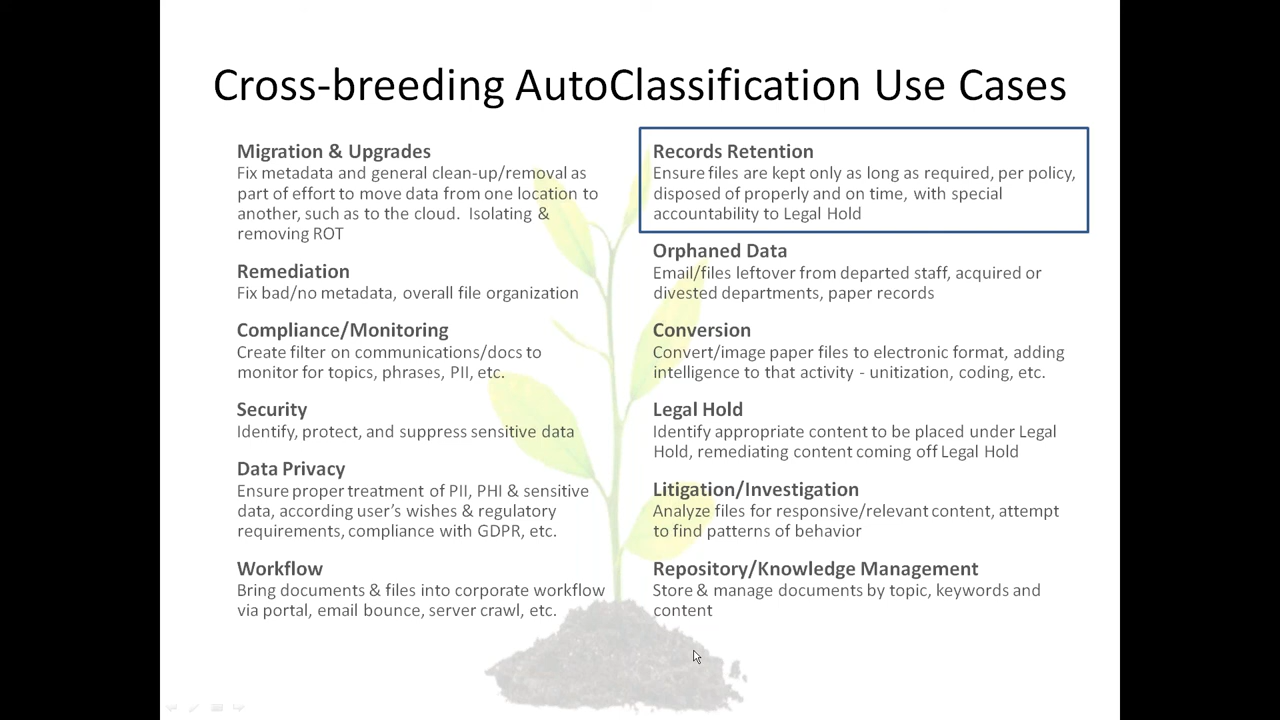 Cross-breeding AutoClassification Use Cases
Migration & Upgrades
Fix metadata and general clean-up/removal as
part of effort to move data from one location to
another, such as to the cloud. Isolating &
removing ROT
Remediation
Fix bad/no metadata, overall file organization
Compliance/Monitoring
Create filter on communications/docs to
monitor for topics, phrases, PII, etc.
Security
Identify, protect, and suppress sensitive data
Data Privacy
Ensure proper treatment of PII, PHI & sensitive
data, according user's wishes & regulatory
requirements, compliance with GDPR, etc.
Workflow
Bring documents & files into corporate workflow
via portal, email bounce, server crawl, etc.
Records Retention
Ensure files are kept only as long as required, per policy,
disposed of properly and on time, with special
accountability to Legal Hold
Orphaned Data
Email/files leftover from departed staff, acquired or
divested departments, paper records
Conversion
Convert/image paper files to electronic format, adding
intelligence to that activity - unitization, coding, etc.
Legal Hold
Identify appropriate content to be placed under Legal
Hold, remediating content coming off Legal Hold
Litigation/Investigation
Analyze files for responsive/relevant content, attempt
to find patterns of behavior
Repository/Knowledge Management
Store & manage documents by topic, keywords and
content